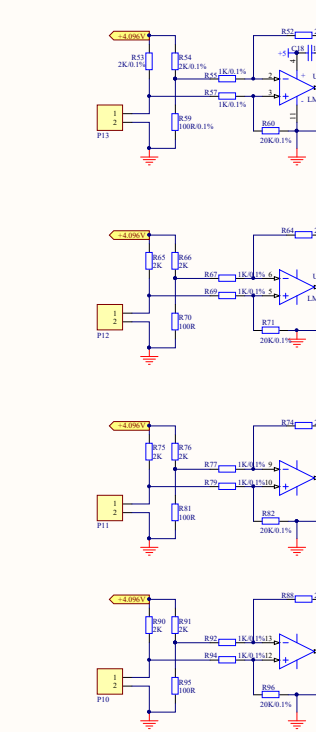 +4.096V
R52
+5
C18
R53
2K/0.1%
R54
2K/0.1%
4
R55
1K/0.1%
2
R57
3
1K/0.1%
LM
1
2
P13
R59
100R/0.1%
R60
20K/0.1%
11
+4.096V
R64
R65
2K
R66
2K
R67
1K/0.1%
6
R69
1K/0.1%
5
LM
1
2
P12
R70
100R
R71
20K/0.1%
+4.096V
R74
R75
2K
R76
2K
R77
1K/0.1%
9
R79
1K/0.1%
10
1
2
P11
R81
100R
R82
20K/0.1%
+4.096V
R88
R90
2K
R91
2K
R92
1K/0.1%
13
R94
1K/0.1%
12
1
2
P10
R95
100R
R96
20K/0.1%